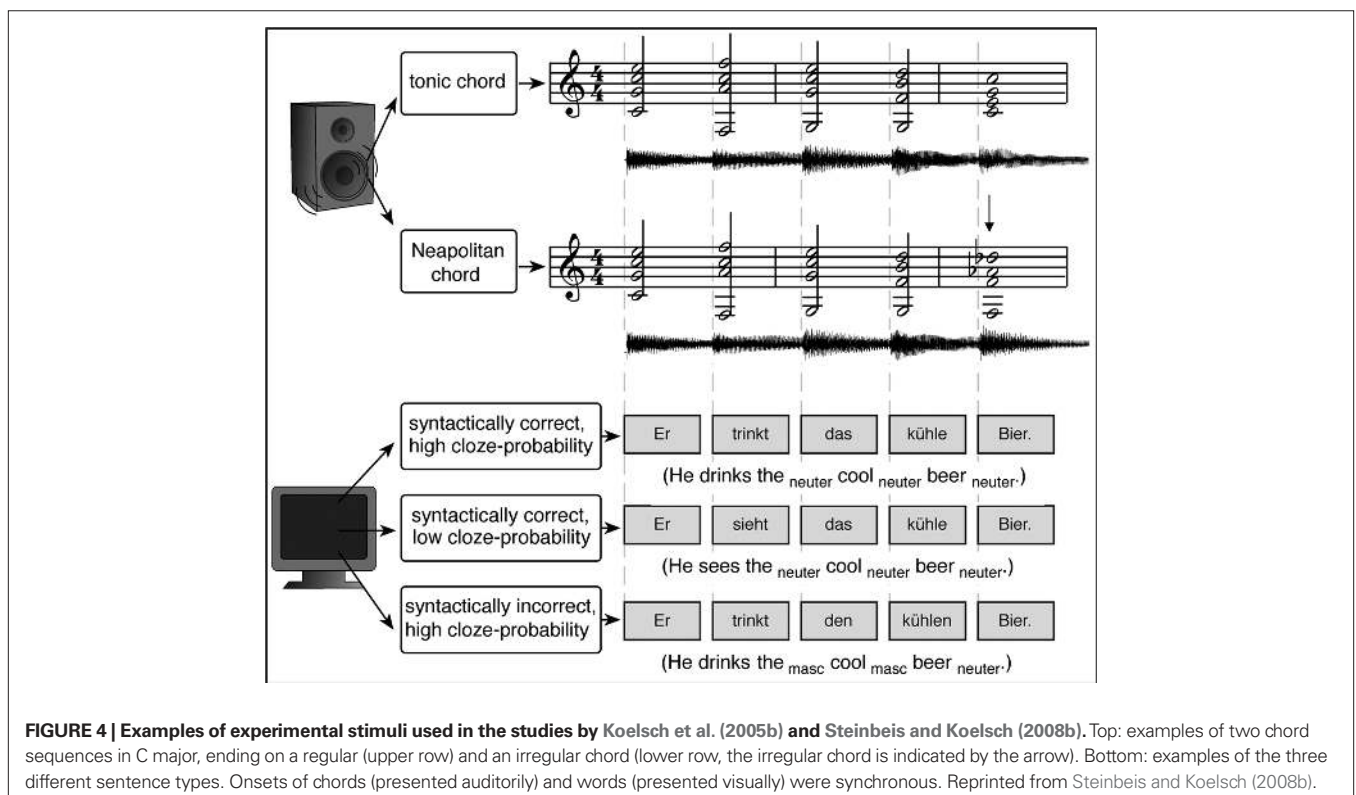 tonic chord
4
4
Neapolitan
chord
4
4
syntactically correct,
high cloze-probability
Er trinkt das kühle Bier.
(He drinks the neuter cool neuter beer neuter.)
syntactically correct,
low cloze-probability
Er sieht das kühle Bier.
(He sees the neuter cool neuter beer neuter.)
syntactically incorrect,
high cloze-probability
Er trinkt den kühlen Bier.
(He drinks the masc cool masc beer neuter.)
FIGURE 4 | Examples of experimental stimuli used in the studies by Koelsch et al. (2005b) and Steinbeis and Koelsch (2008b). Top: examples of two chord
sequences in C major, ending on a regular (upper row) and an irregular chord (lower row, the irregular chord is indicated by the arrow). Bottom: examples of the three
different sentence types. Onsets of chords (presented auditorily) and words (presented visually) were synchronous. Reprinted from Steinbeis and Koelsch (2008b).